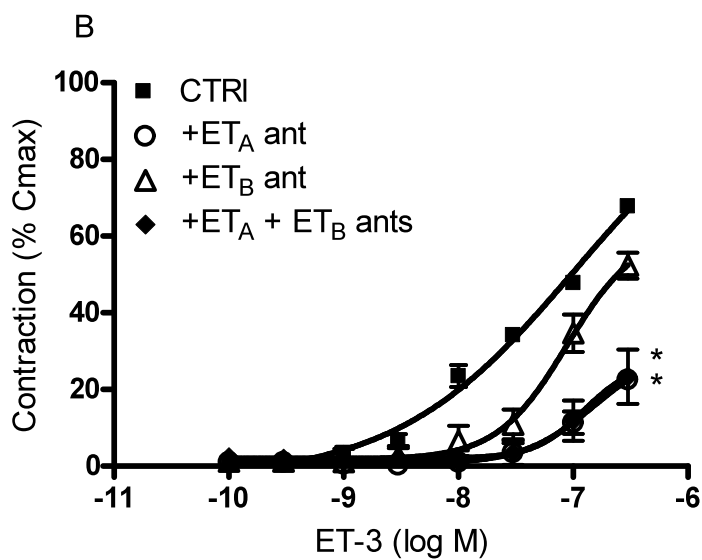 B
100
80
60
40
20
0
Contraction (% Cmax)
CTRl
+ETA ant
+ETB ant
+ETA + ETB ants
*
*
-11 -10 -9 -8 -7 -6
ET-3 (log M)